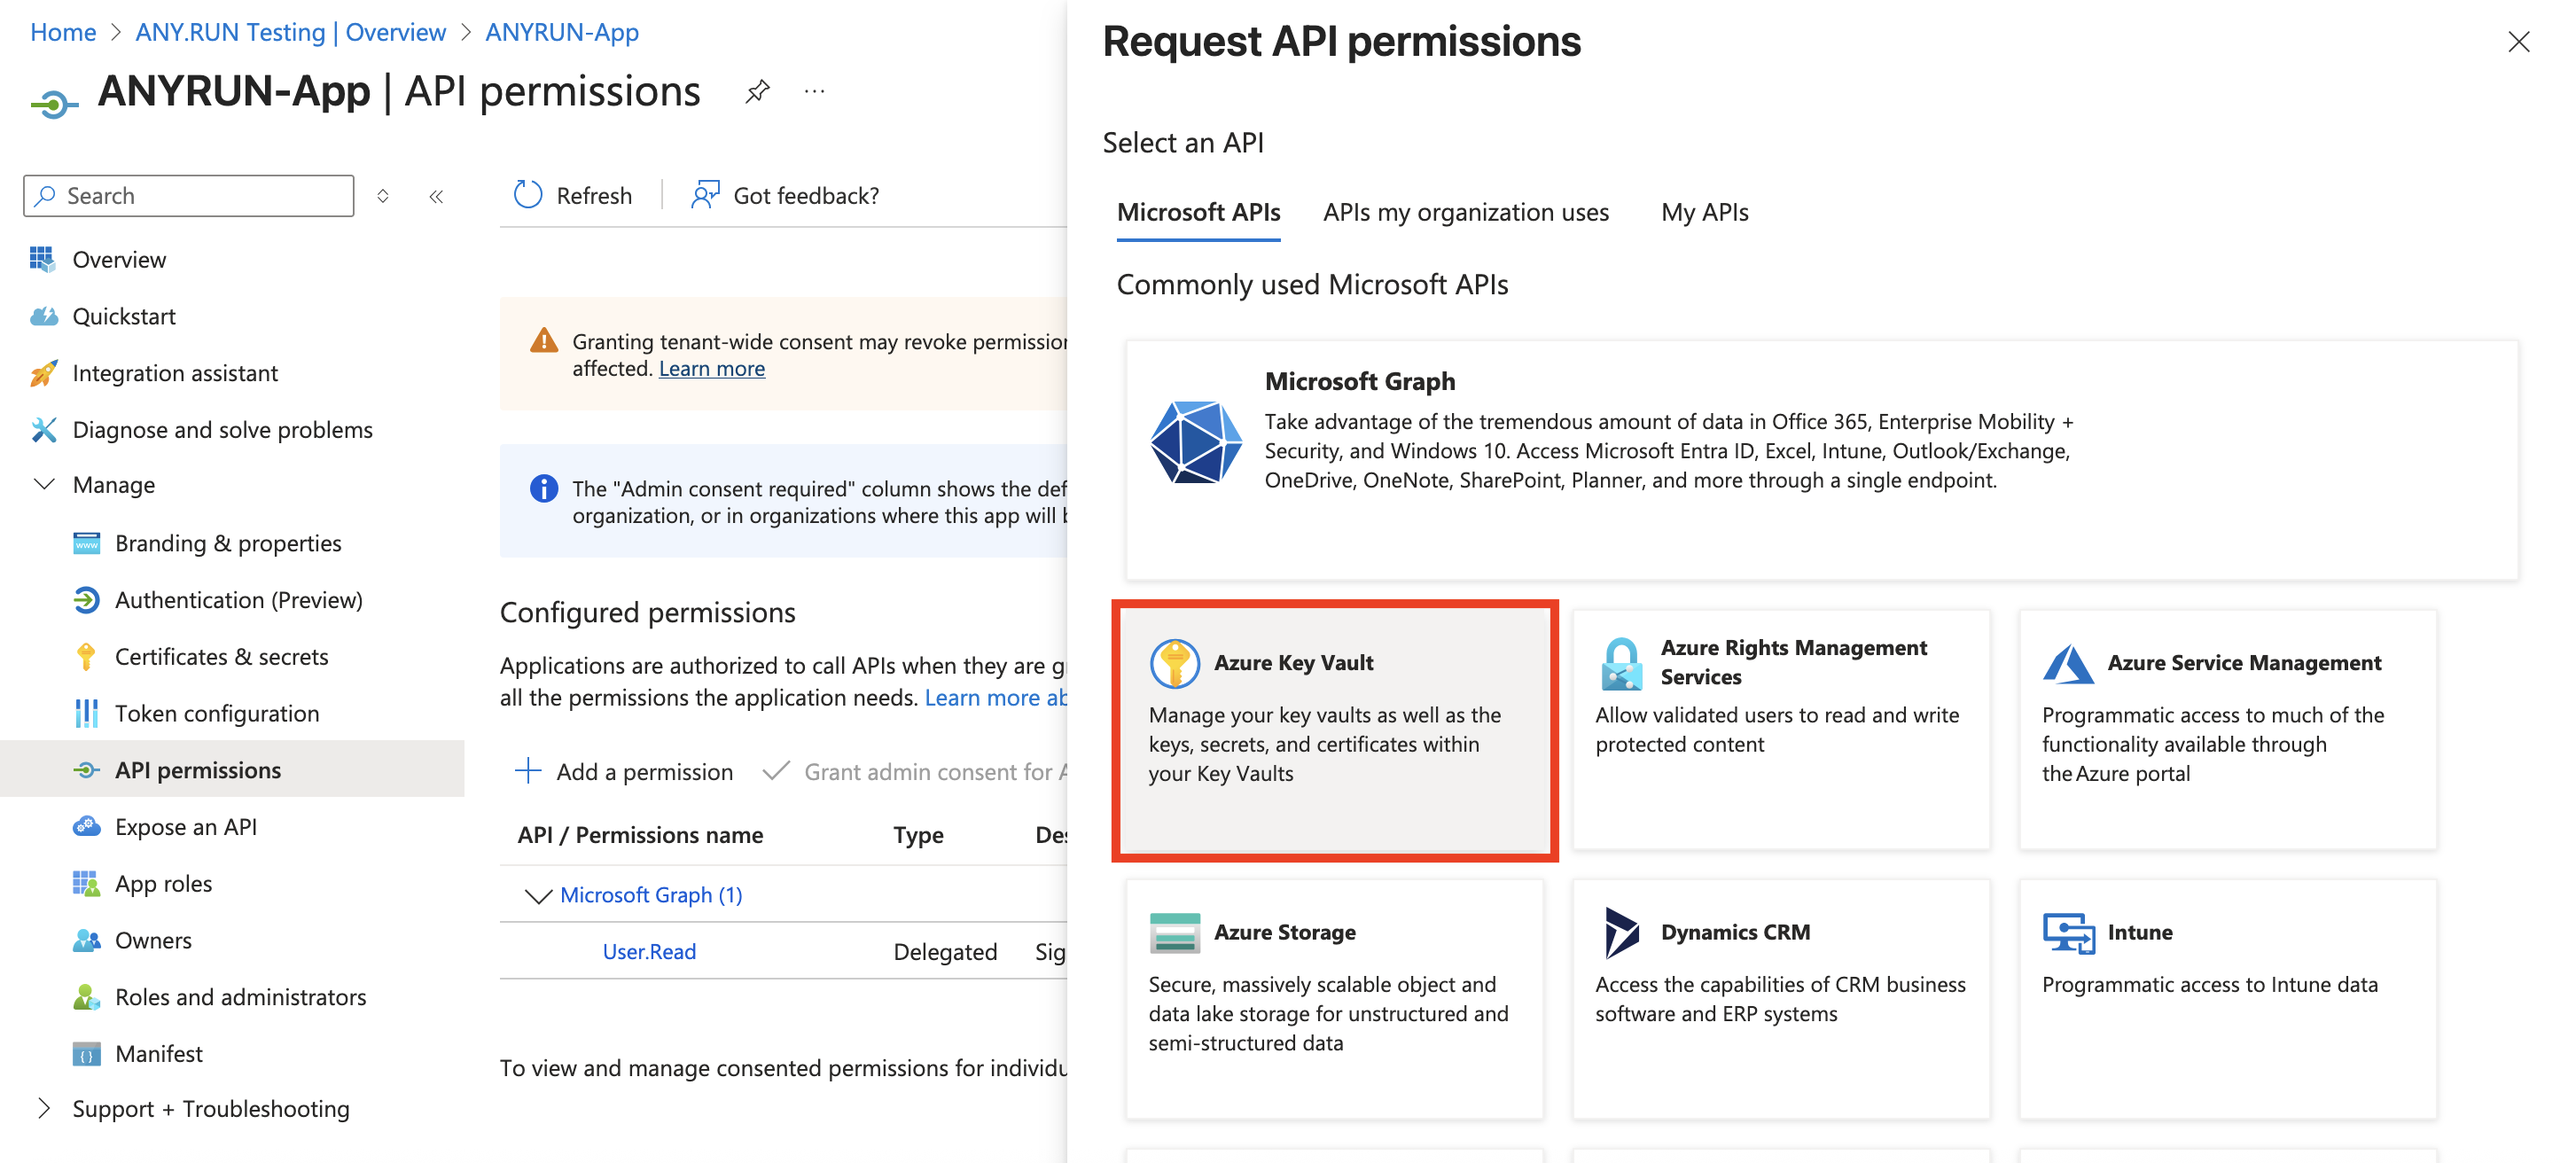 Home > ANY.RUN Testing | Overview > ANYRUN-App
ANYRUN-App | API permissions
Search
Overview
Quickstart
Integration assistant
Diagnose and solve problems
Manage
Branding & properties
Authentication (Preview)
Certificates & secrets
Token configuration
API permissions
Expose an API
App roles
Owners
Roles and administrators
Manifest
Support + Troubleshooting
Refresh
Got feedback?
Granting tenant-wide consent may revoke permission
affected. Learn more
The "Admin consent required" column shows the def
organization, or in organizations where this app will b
Configured permissions
Applications are authorized to call APIs when they are g
all the permissions the application needs. Learn more ab
Add a permission
Grant admin consent for A
API / Permissions name Type Des
Microsoft Graph (1)
User.Read Delegated Sig
To view and manage consented permissions for individu
Request API permissions
Select an API
Microsoft APIs APIs my organization uses My APIs
Commonly used Microsoft APIs
Microsoft Graph
Take advantage of the tremendous amount of data in Office 365, Enterprise Mobility +
Security, and Windows 10. Access Microsoft Entra ID, Excel, Intune, Outlook/Exchange,
OneDrive, OneNote, SharePoint, Planner, and more through a single endpoint.
Azure Key Vault
Manage your key vaults as well as the
keys, secrets, and certificates within
your Key Vaults
Azure Rights Management
Services
Allow validated users to read and write
protected content
Azure Service Management
Programmatic access to much of the
functionality available through
the Azure portal
Azure Storage
Secure, massively scalable object and
data lake storage for unstructured and
semi-structured data
Dynamics CRM
Access the capabilities of CRM business
software and ERP systems
Intune
Programmatic access to Intune data